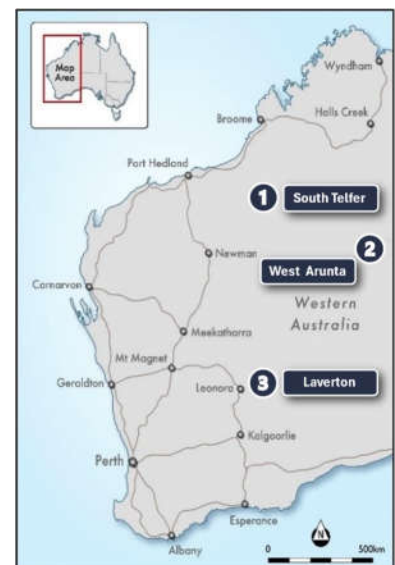 Map
Area
Wyndham
Halls Creek
Broome
Port Hedland
1 South Telfer
2
West Arunta
Newman
Western
Australia
Carnarvon
Meekatharra
Mt Magnet
Geraldton
Leonora
3 Laverton
Kalgoorlie
Perth
Esperance
Albany
N
0 500km